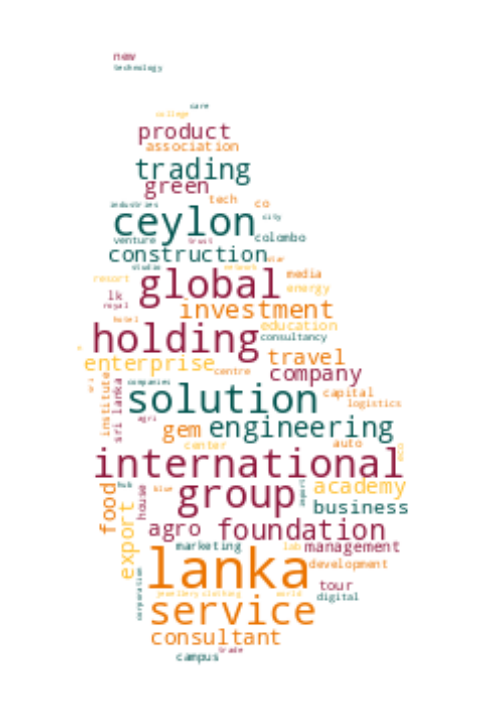 new
technology
care
college
product
association
trading
green
tech
co
industries
ceylon
city
venture
trust
colombo
construction
star
studio
network
resort
global
media
energy
lk
royal
investment
hotel
education
holding
consultancy
enterprise
travel
centre
company
sri
companies
institute
sri lanka
solution
capital
logistics
agri
gem
engineering
center
auto
eco
international
food
hub
house
blue
group
import
academy
export
agro
foundation
business
marketing
lab
management
lanka
development
corporation
tour
jewellery
clothing
world
digital
service
consultant
trade
campus